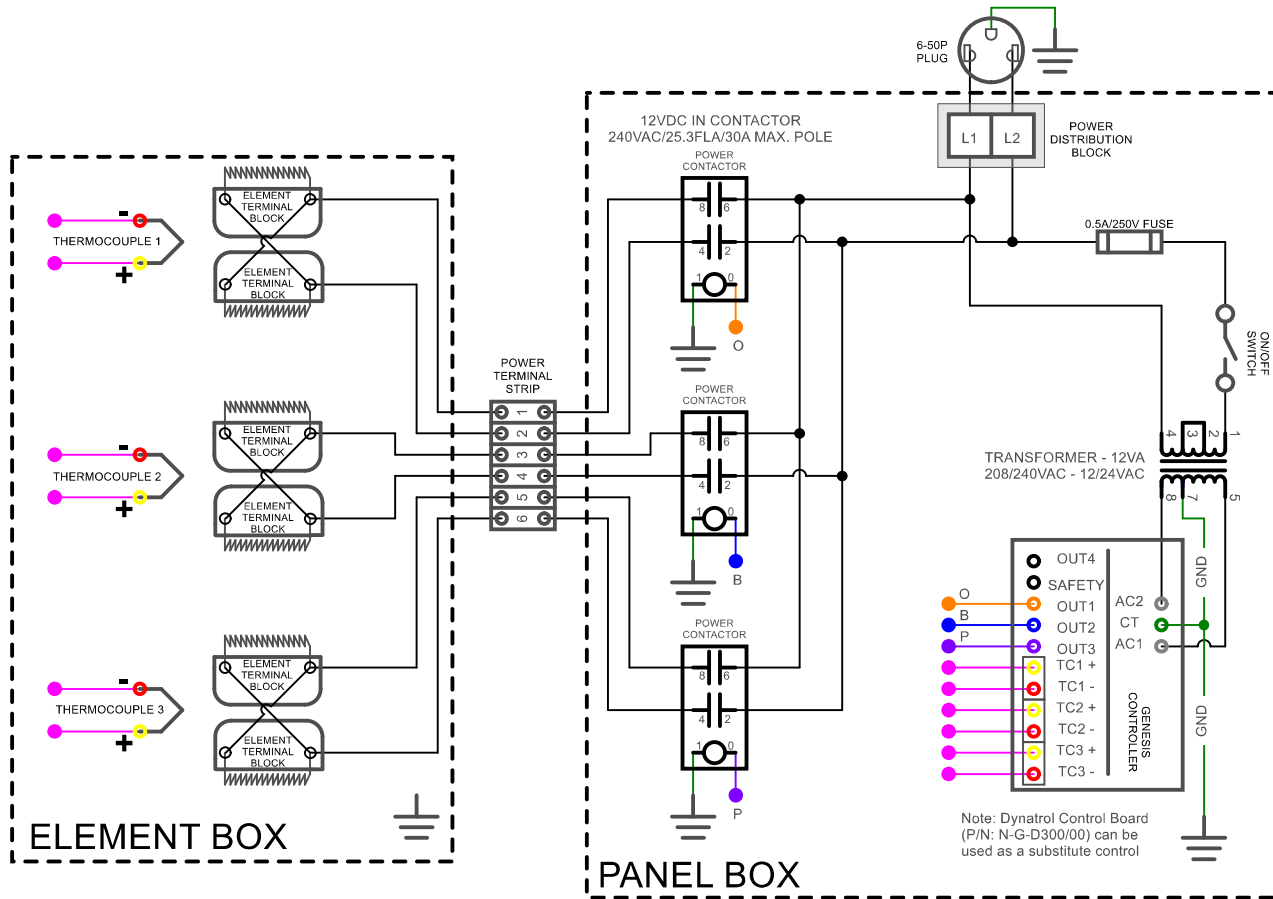 6-50P
PLUG
12VDC IN CONTACTOR
240VAC/25.3FLA/30A MAX. POLE
POWER
CONTACTOR
8
6
4
2
1
0
O
L1
L2
POWER
DISTRIBUTION
BLOCK
0.5A/250V FUSE
ON/OFF
SWITCH
-
THERMOCOUPLE 1
+
ELEMENT
TERMINAL
BLOCK
ELEMENT
TERMINAL
BLOCK
POWER
TERMINAL
STRIP
1
2
3
4
5
6
-
THERMOCOUPLE 2
+
ELEMENT
TERMINAL
BLOCK
ELEMENT
TERMINAL
BLOCK
POWER
CONTACTOR
8
6
4
2
1
0
B
TRANSFORMER - 12VA
208/240VAC - 12/24VAC
4
3
2
1
8
7
5
-
THERMOCOUPLE 3
+
ELEMENT
TERMINAL
BLOCK
ELEMENT
TERMINAL
BLOCK
POWER
CONTACTOR
8
6
4
2
1
0
P
OUT4
SAFETY
O
OUT1
B
OUT2
P
OUT3
TC1 +
TC1 -
TC2 +
TC2 -
TC3 +
TC3 -
AC2
CT
AC1
GENESIS
CONTROLLER
GND
GND
Note: Dynatrol Control Board
(P/N: N-G-D300/00) can be
used as a substitute control
ELEMENT BOX
PANEL BOX